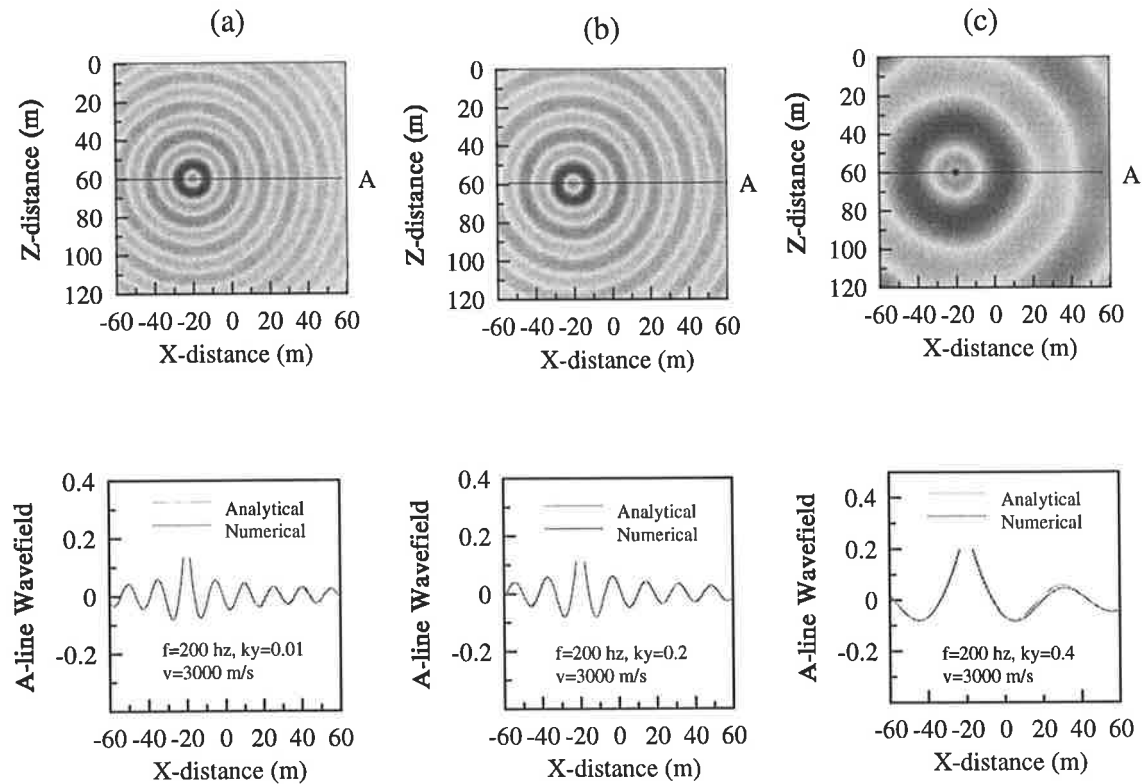 (a)
0
20
40
60
80
100
120
Z-distance (m)
A
-60 -40 -20 0 20 40 60
X-distance (m)
(b)
0
20
40
60
80
100
120
Z-distance (m)
A
-60 -40 -20 0 20 40 60
X-distance (m)
(c)
0
20
40
60
80
100
120
Z-distance (m)
A
-60 -40 -20 0 20 40 60
X-distance (m)
0.4
0.2
0
-0.2
A-line Wavefield
Analytical
Numerical
f=200 hz, ky=0.01
v=3000 m/s
-60 -40 -20 0 20 40 60
X-distance (m)
0.4
0.2
0
-0.2
A-line Wavefield
Analytical
Numerical
f=200 hz, ky=0.2
v=3000 m/s
-60 -40 -20 0 20 40 60
X-distance (m)
0.4
0.2
0
-0.2
A-line Wavefield
Analytical
Numerical
f=200 hz, ky=0.4
v=3000 m/s
-60 -40 -20 0 20 40 60
X-distance (m)